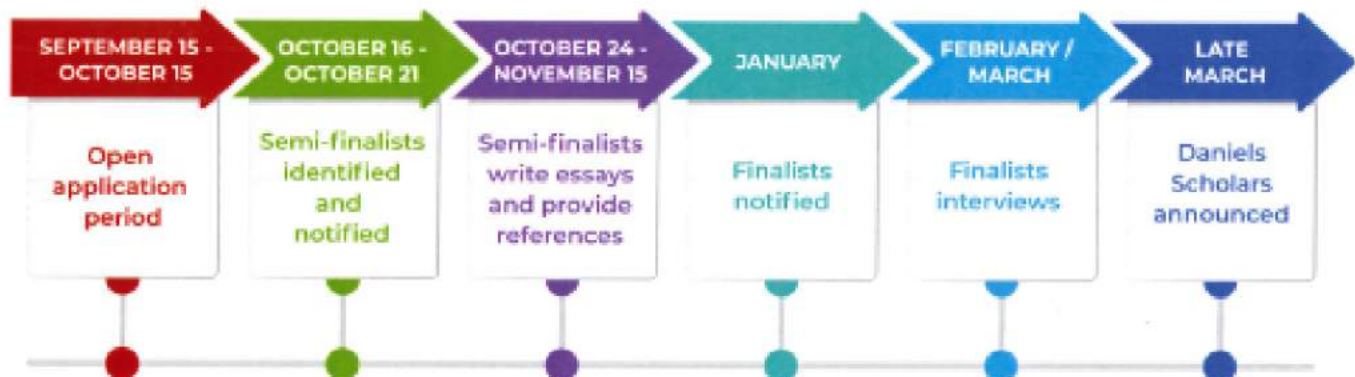 SEPTEMBER 15 -
OCTOBER 15
OCTOBER 16 -
OCTOBER 21
OCTOBER 24 -
NOVEMBER 15
JANUARY
FEBRUARY /
MARCH
LATE
MARCH
Open
application
period
Semi-finalists
identified
and
notified
Semi-finalists
write essays
and provide
references
Finalists
notified
Finalists
interviews
Daniels
Scholars
announced